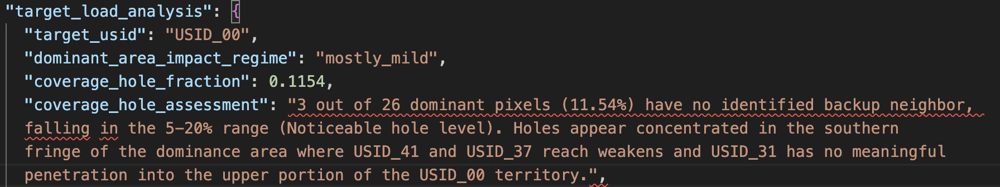 "target_load_analysis": {
"target_usid": "USID_00",
"dominant_area_impact_regime": "mostly_mild",
"coverage_hole_fraction": 0.1154,
"coverage_hole_assessment": "3 out of 26 dominant pixels (11.54%) have no identified backup neighbor,
falling in the 5–20% range (Noticeable hole level). Holes appear concentrated in the southern
fringe of the dominance area where USID_41 and USID_37 reach weakens and USID_31 has no meaningful
penetration into the upper portion of the USID_00 territory.",